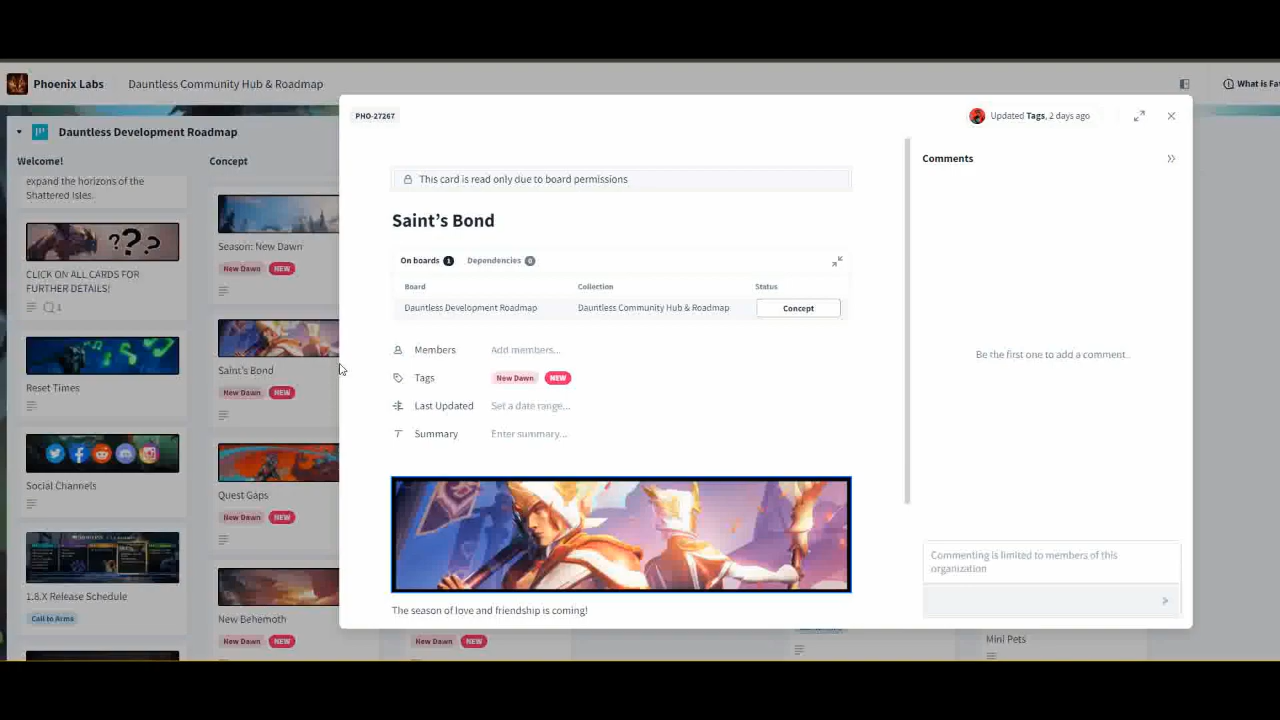 Phoenix Labs
Dauntless Community Hub & Roadmap
What is Fa
Dauntless Development Roadmap
Welcome!
expand the horizons of the
Shattered Isles.
???
CLICK ON ALL CARDS FOR
FURTHER DETAILS!
1
Reset Times
Social Channels
1.8.X Release Schedule
Call to Arms
Concept
Season: New Dawn
New Dawn NEW
Saint's Bond
New Dawn NEW
Quest Gaps
New Dawn NEW
New Behemoth
New Dawn NEW
New Dawn NEW
Mini Pets
PHO-27267
Updated Tags, 2 days ago
This card is read only due to board permissions
Saint's Bond
On boards 1 Dependencies 0
Board Collection Status
Dauntless Development Roadmap Dauntless Community Hub & Roadmap Concept
Members Add members...
Tags New Dawn NEW
Last Updated Set a date range...
Summary Enter summary...
The season of love and friendship is coming!
Comments
Be the first one to add a comment.
Commenting is limited to members of this
organization